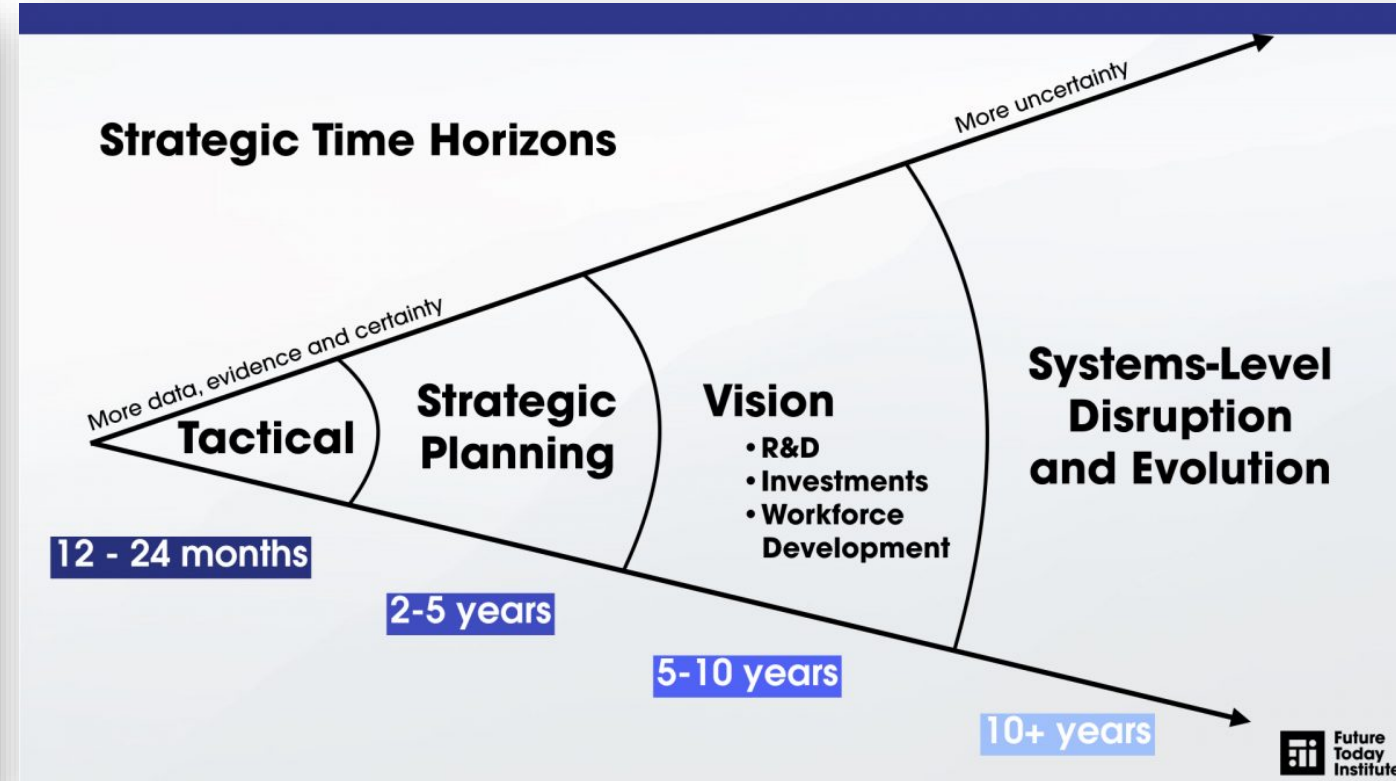 Strategic Time Horizons
More uncertainty
More data, evidence and certainty
Tactical
Strategic
Planning
Vision
• R&D
• Investments
• Workforce
Development
Systems-Level
Disruption
and Evolution
12 - 24 months
2-5 years
5-10 years
10+ years
Future
Today
Institute